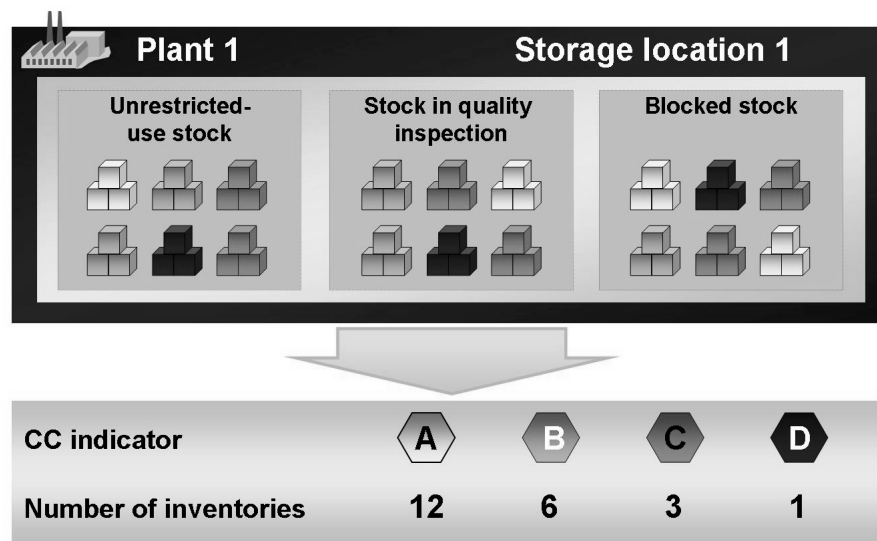 Plant 1
Storage location 1
Unrestricted-
use stock
Stock in quality
inspection
Blocked stock
CC indicator A B C D
Number of inventories 12 6 3 1